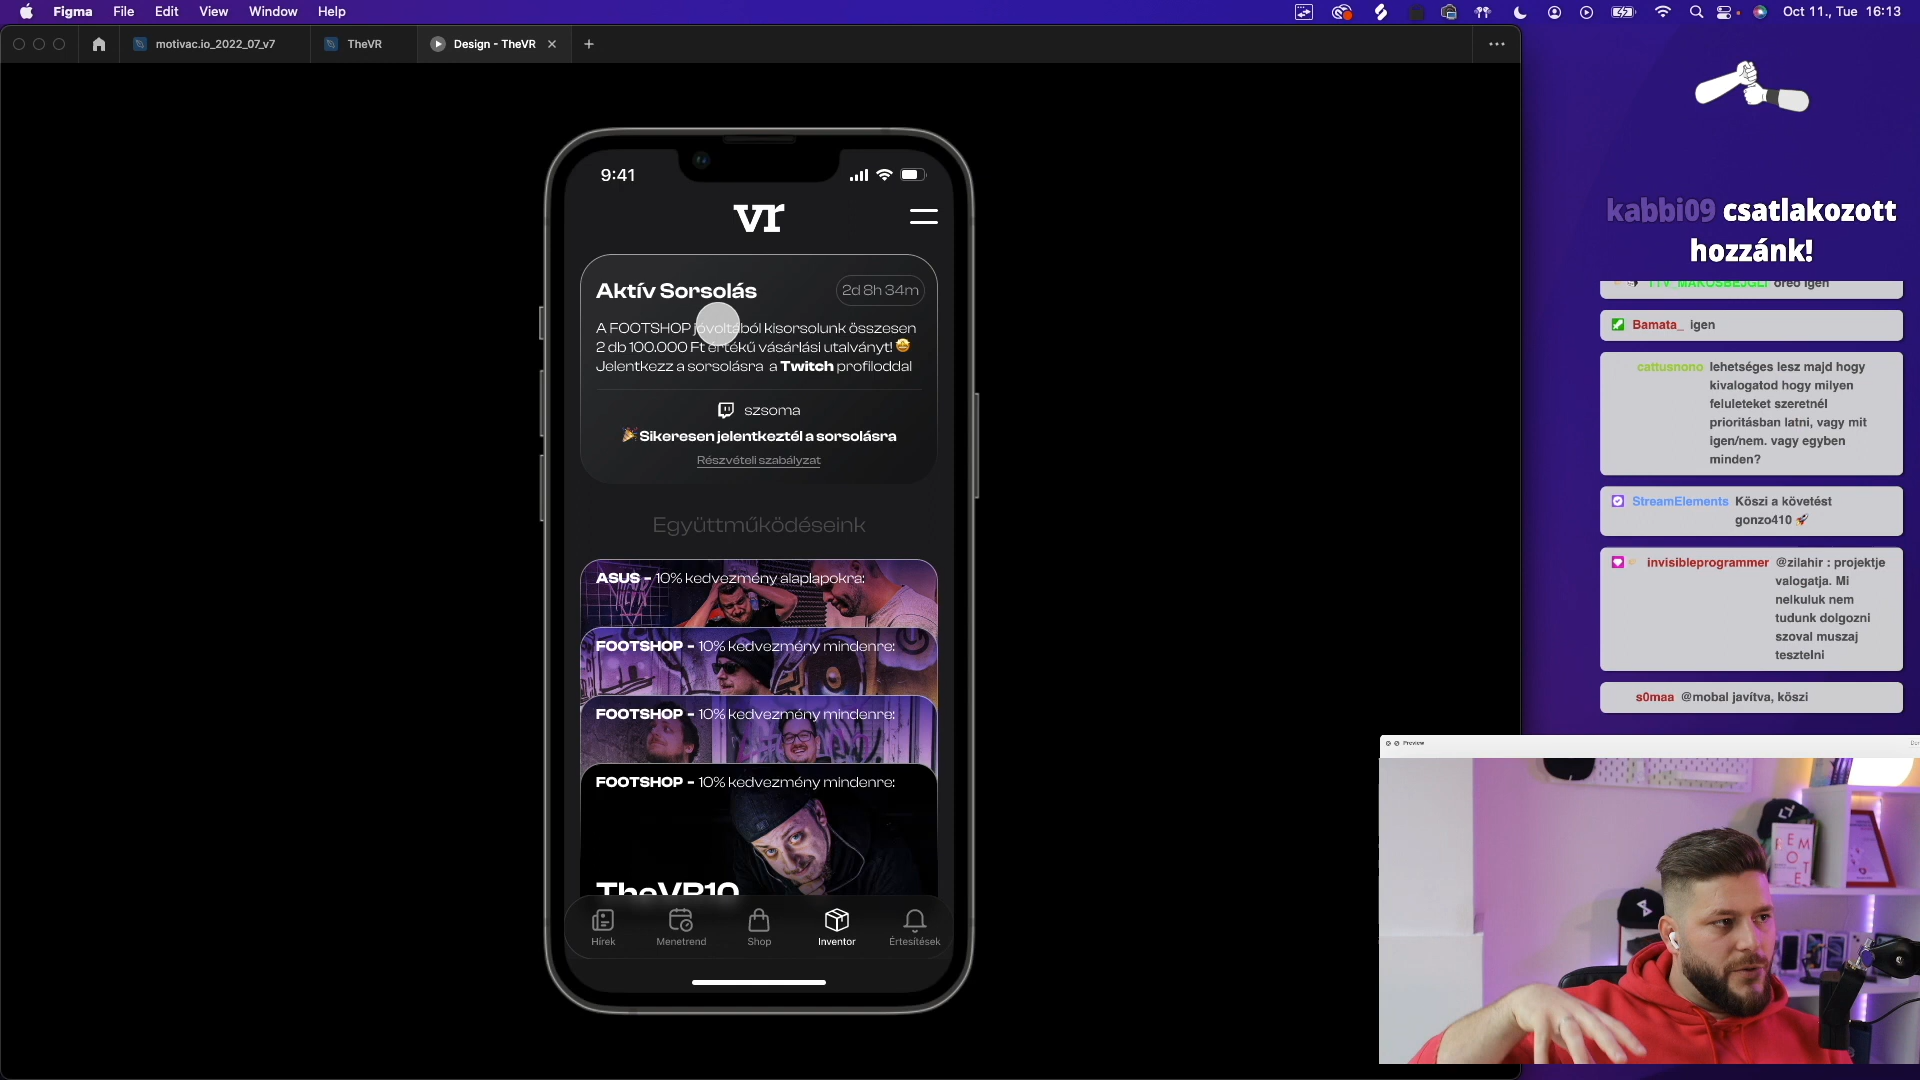 Figma File Edit View Window Help
Oct 11., Tue 16:13
motivac.io_2022_07_v7
TheVR
Design - TheVR
9:41
vr
Aktív Sorsolás
2d 8h 34m
A FOOTSHOP jóvoltából kisorsolunk összesen
2 db 100.000 Ft értékű vásárlási utalványt! 🤩
Jelentkezz a sorsolásra a Twitch profiloddal
szsoma
🎉Sikeresen jelentkeztél a sorsolásra
Részvételi szabályzat
Együttműködéseink
ASUS - 10% kedvezmény alaplapokra:
FOOTSHOP - 10% kedvezmény mindenre:
FOOTSHOP - 10% kedvezmény mindenre:
FOOTSHOP - 10% kedvezmény mindenre:
TheVR10
Hírek
Menetrend
Shop
Inventor
Értesítések
kabbi09 csatlakozott
hozzánk!
TTV_MAKOSBEJGLI oreo igen
Bamata_ igen
cattusnono lehetséges lesz majd hogy
kivalogatod hogy milyen
feluleteket szeretnél
prioritásban latni, vagy mit
igen/nem. vagy egyben
minden?
StreamElements Köszi a követést
gonzo410 🚀
invisibleprogrammer @zilahir : projektje
valogatja. Mi
nelkuluk nem
tudunk dolgozni
szoval muszaj
tesztelni
s0maa @mobal javítva, köszi
Preview
REMOTE